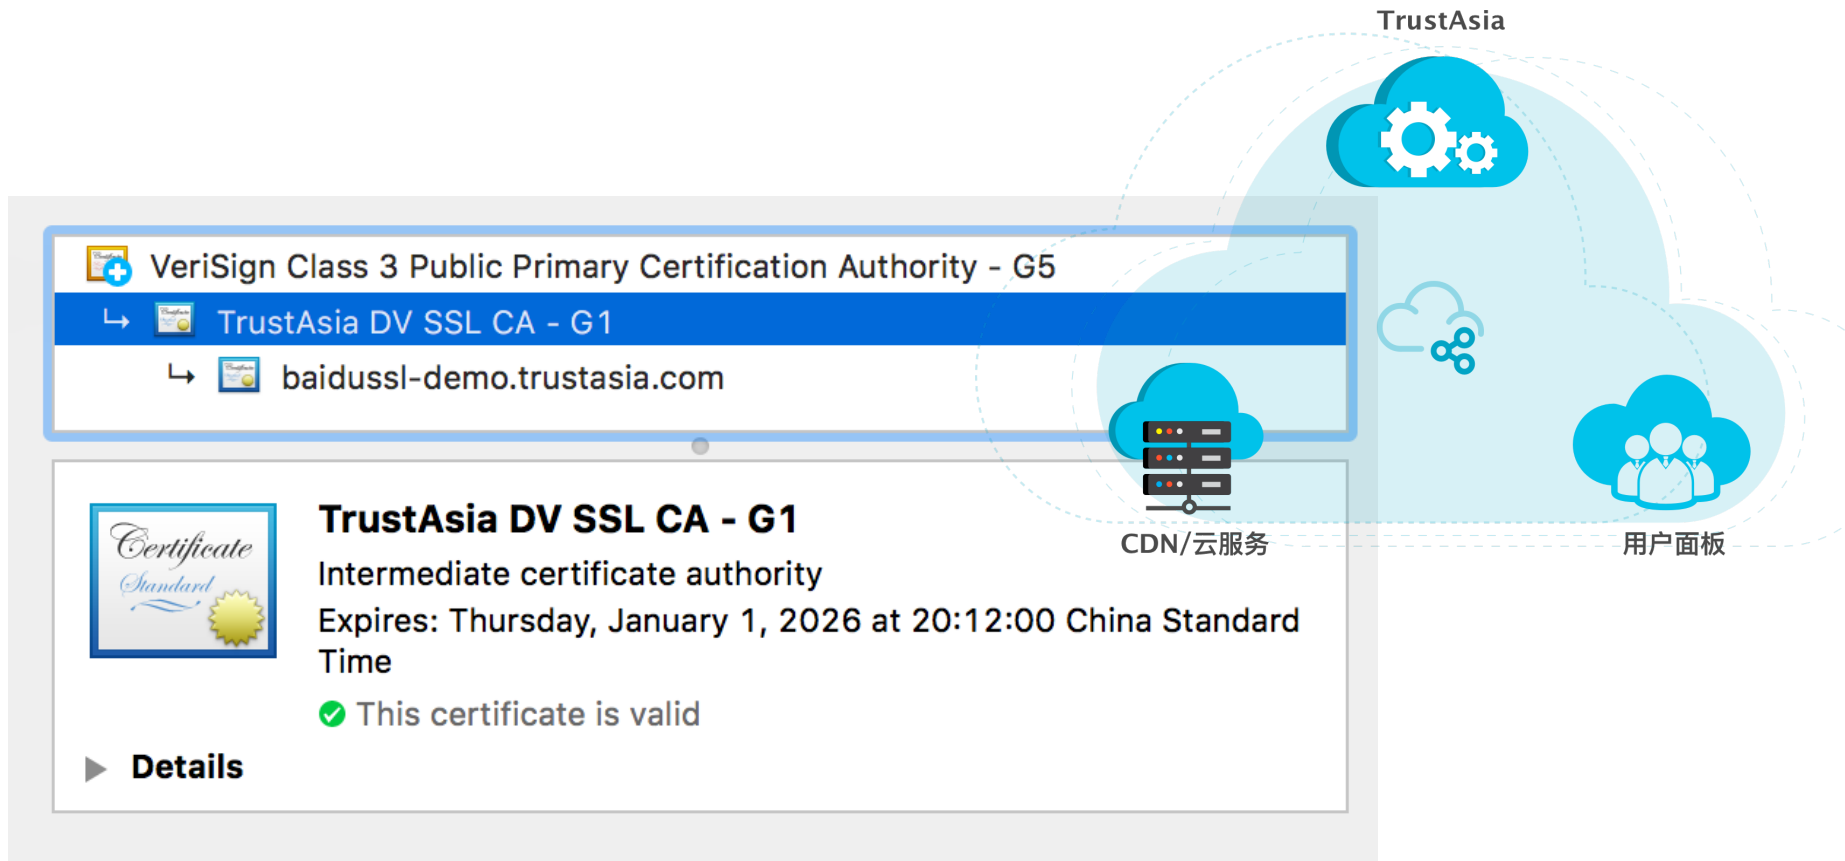 TrustAsia
VeriSign Class 3 Public Primary Certification Authority - G5
TrustAsia DV SSL CA - G1
baidussl-demo.trustasia.com
CDN/云服务
用户面板
Certificate
Standard
TrustAsia DV SSL CA - G1
Intermediate certificate authority
Expires: Thursday, January 1, 2026 at 20:12:00 China Standard
Time
This certificate is valid
Details